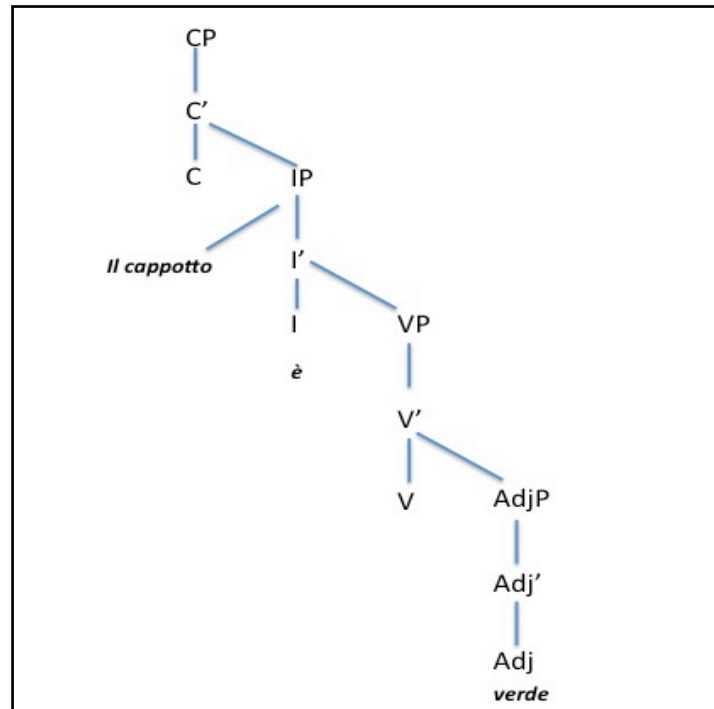 CP
C’
C IP
Il cappotto
I’
I VP
è
V’
V AdjP
Adj’
Adj
verde